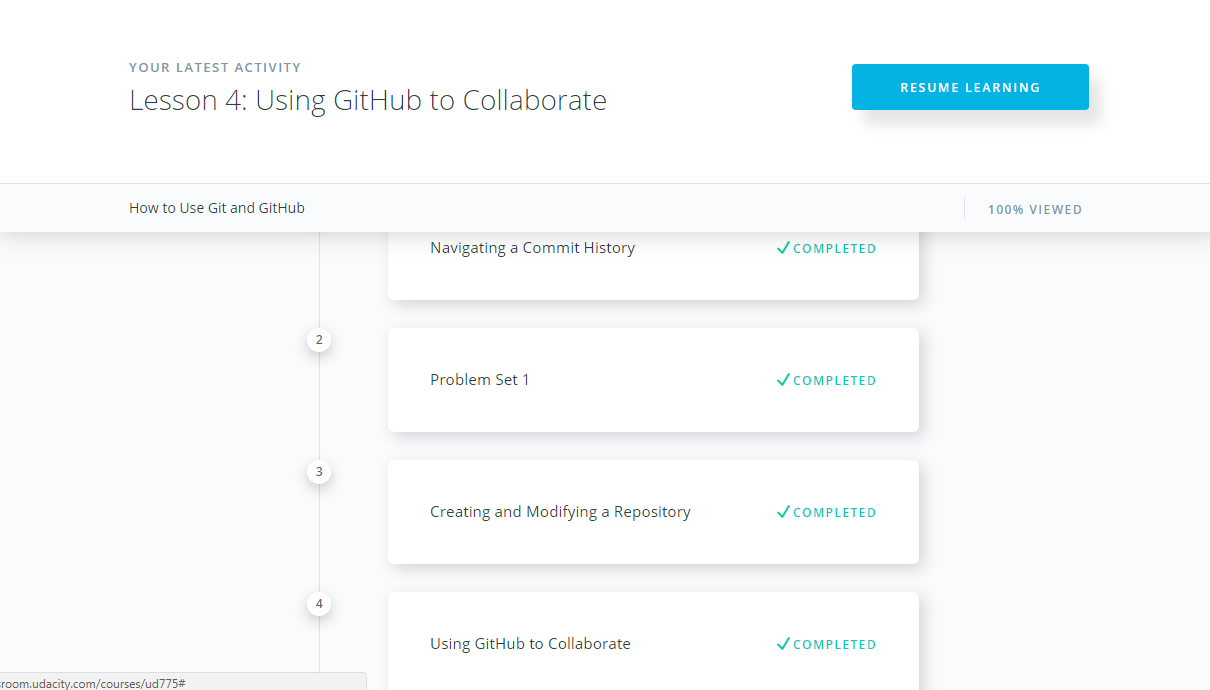 YOUR LATEST ACTIVITY
Lesson 4: Using GitHub to Collaborate
RESUME LEARNING
How to Use Git and GitHub
100% VIEWED
Navigating a Commit History
COMPLETED
2
Problem Set 1
COMPLETED
3
Creating and Modifying a Repository
COMPLETED
4
Using GitHub to Collaborate
COMPLETED
sroom.udacity.com/courses/ud775#